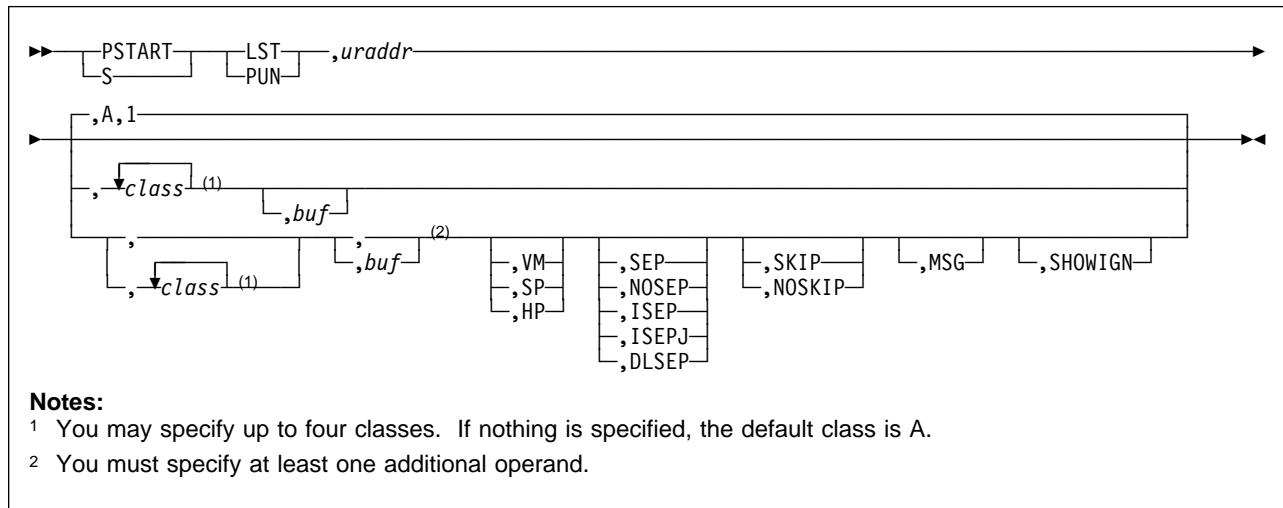 PSTART LST ,uraddr
S PUN
,A,1
, class (1)
,buf
, , (2)
,buf ,VM ,SEP ,SKIP ,MSG ,SHOWIGN
, class (1) ,SP ,NOSEP ,NOSKIP
,HP ,ISEP
,ISEPJ
,DLSEP
Notes:
1 You may specify up to four classes. If nothing is specified, the default class is A.
2 You must specify at least one additional operand.